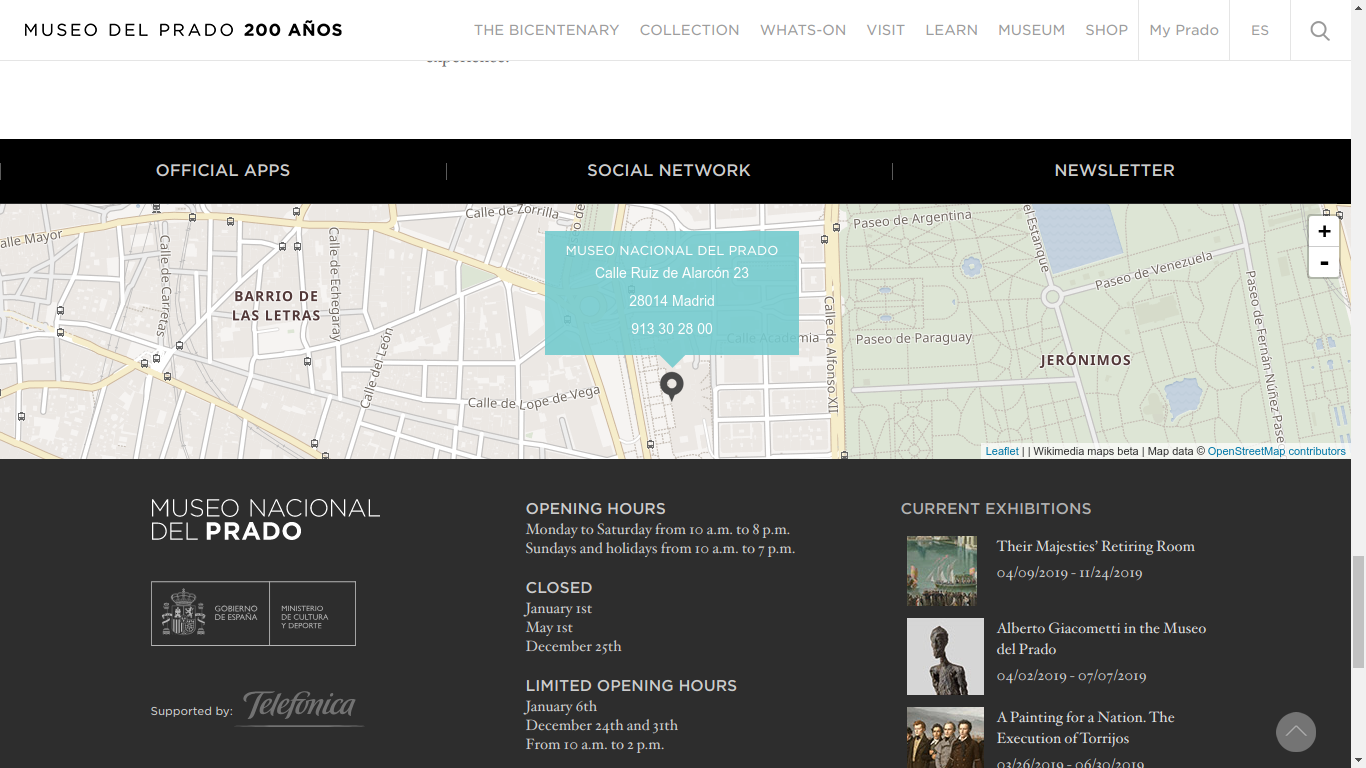 MUSEO DEL PRADO 200 AÑOS
THE BICENTENARY COLLECTION WHATS-ON VISIT LEARN MUSEUM SHOP My Prado ES
OFFICIAL APPS SOCIAL NETWORK NEWSLETTER
Calle de Zorrilla
alle Mayor
Calle de Carretas
Calle de Echegaray
BARRIO DE
LAS LETRAS
Calle del León
Calle de Lope de Vega
MUSEO NACIONAL DEL PRADO
Calle Ruiz de Alarcón 23
28014 Madrid
913 30 28 00
Calle Academia
Calle de Alfonso XII
Paseo de Argentina
Estanque
Paseo de Venezuela
Paseo de Paraguay
JERÓNIMOS
Paseo de Fernán-Núñez
Pase
+
-
Leaflet | | Wikimedia maps beta | Map data © OpenStreetMap contributors
MUSEO NACIONAL
DEL PRADO
GOBIERNO
DE ESPAÑA
MINISTERIO
DE CULTURA
Y DEPORTE
Supported by: Telefónica
OPENING HOURS
Monday to Saturday from 10 a.m. to 8 p.m.
Sundays and holidays from 10 a.m. to 7 p.m.
CLOSED
January 1st
May 1st
December 25th
LIMITED OPENING HOURS
January 6th
December 24th and 31th
From 10 a.m. to 2 p.m.
CURRENT EXHIBITIONS
Their Majesties’ Retiring Room
04/09/2019 - 11/24/2019
Alberto Giacometti in the Museo
del Prado
04/02/2019 - 07/07/2019
A Painting for a Nation. The
Execution of Torrijos
03/26/2019 - 06/30/2019